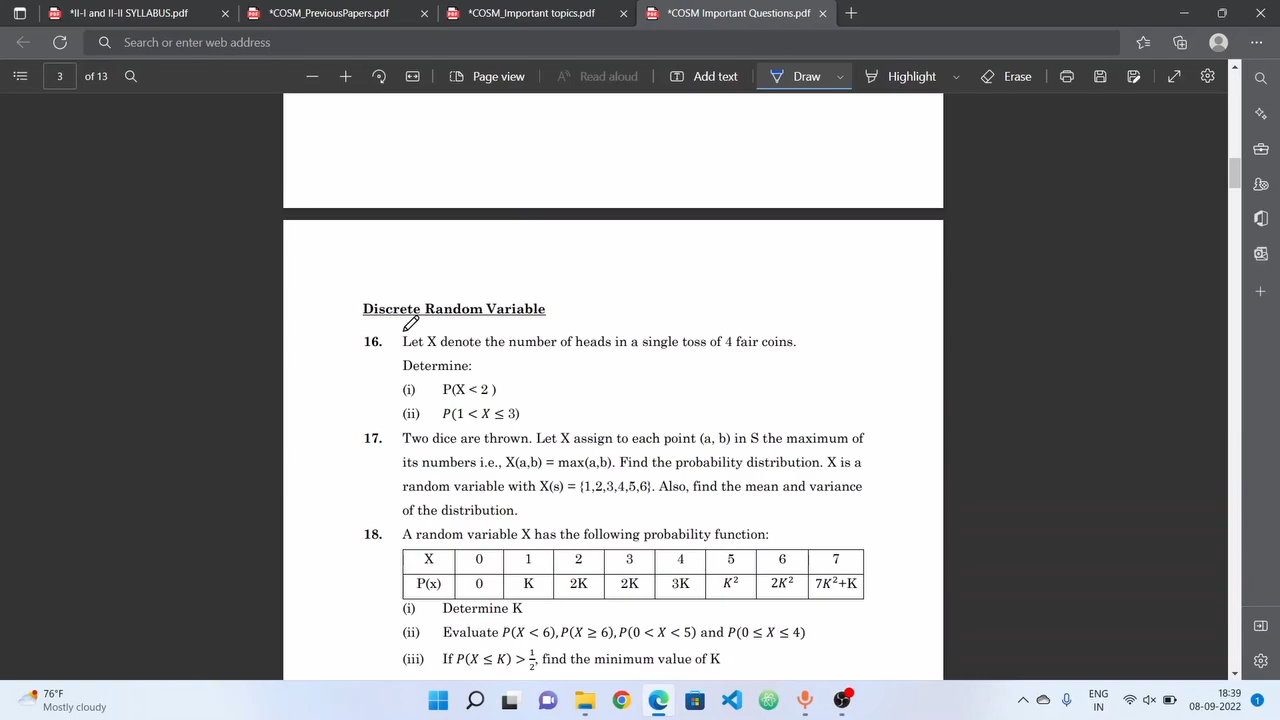 *II-I and II-II SYLLABUS.pdf
*COSM_PreviousPapers.pdf
*COSM_Important topics.pdf
*COSM Important Questions.pdf
Search or enter web address
3 of 13
Page view
Read aloud
Add text
Draw
Highlight
Erase
Discrete Random Variable
16. Let X denote the number of heads in a single toss of 4 fair coins.
Determine:
(i) P(X < 2 )
(ii) P(1 < X ≤ 3)
17. Two dice are thrown. Let X assign to each point (a, b) in S the maximum of
its numbers i.e., X(a,b) = max(a,b). Find the probability distribution. X is a
random variable with X(s) = {1,2,3,4,5,6}. Also, find the mean and variance
of the distribution.
18. A random variable X has the following probability function:
X 0 1 2 3 4 5 6 7
P(x) 0 K 2K 2K 3K K² 2K² 7K²+K
(i) Determine K
(ii) Evaluate P(X < 6), P(X ≥ 6), P(0 < X < 5) and P(0 ≤ X ≤ 4)
(iii) If P(X ≤ K) > 1/2, find the minimum value of K
76°F
Mostly cloudy
ENG
IN
18:39
08-09-2022
1